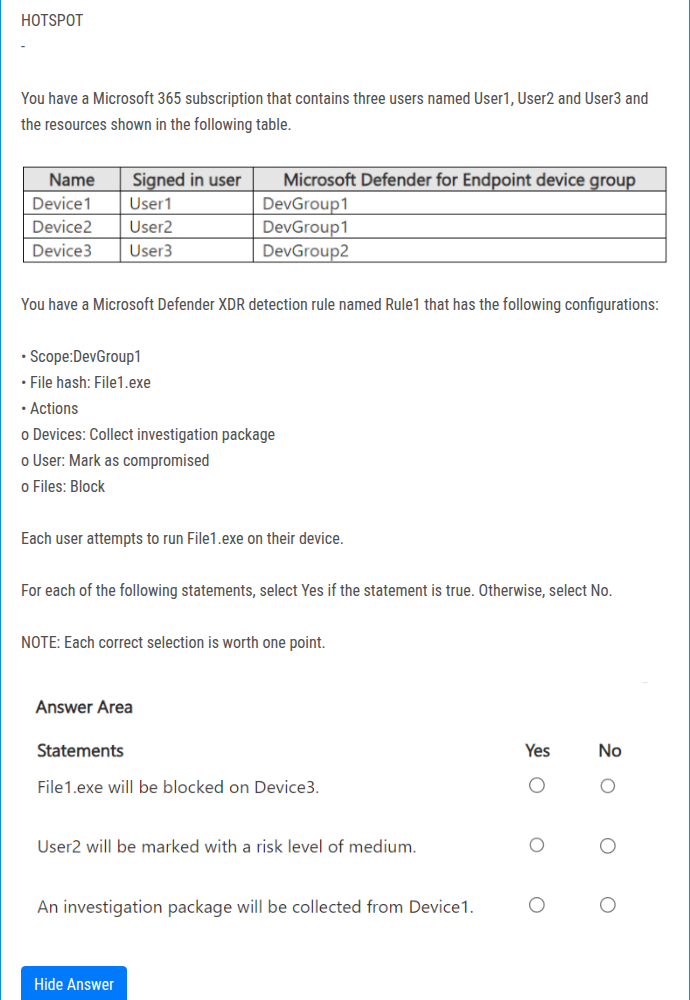 HOTSPOT
-
You have a Microsoft 365 subscription that contains three users named User1, User2 and User3 and
the resources shown in the following table.
Name Signed in user Microsoft Defender for Endpoint device group
Device1 User1 DevGroup1
Device2 User2 DevGroup1
Device3 User3 DevGroup2
You have a Microsoft Defender XDR detection rule named Rule1 that has the following configurations:
• Scope:DevGroup1
• File hash: File1.exe
• Actions
o Devices: Collect investigation package
o User: Mark as compromised
o Files: Block
Each user attempts to run File1.exe on their device.
For each of the following statements, select Yes if the statement is true. Otherwise, select No.
NOTE: Each correct selection is worth one point.
Answer Area
Statements Yes No
File1.exe will be blocked on Device3.
User2 will be marked with a risk level of medium.
An investigation package will be collected from Device1.
Hide Answer